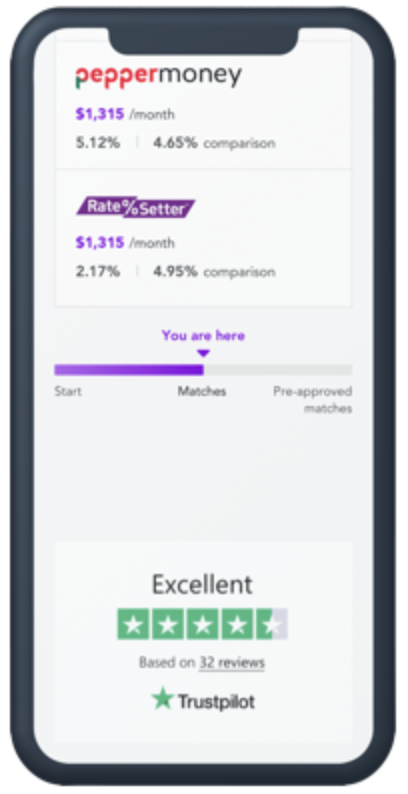 peppermoney
$1,315 /month
5.12% | 4.65% comparison
Rate%Setter
$1,315 /month
2.17% | 4.95% comparison
You are here
Start Matches Pre-approved
matches
Excellent
Based on 32 reviews
Trustpilot